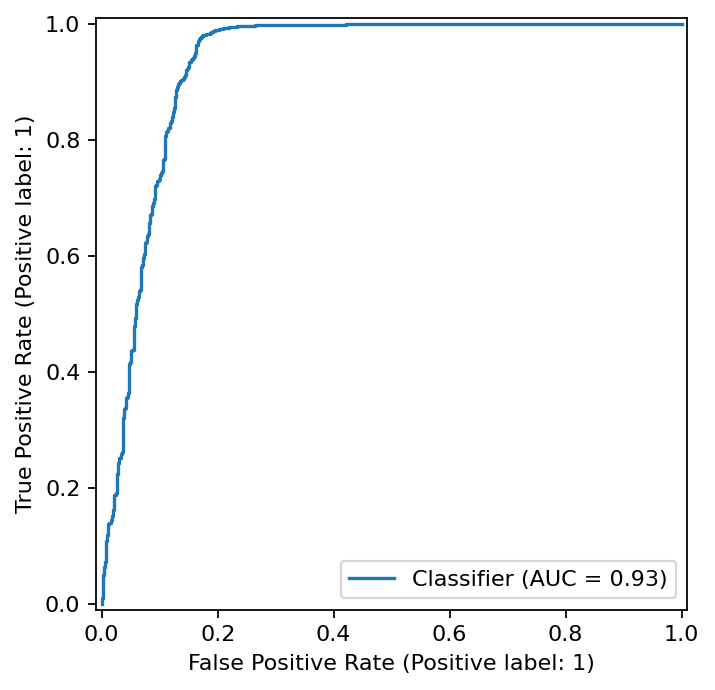 1.0
0.8
0.6
0.4
0.2
0.0
True Positive Rate (Positive label: 1)
Classifier (AUC = 0.93)
0.0 0.2 0.4 0.6 0.8 1.0
False Positive Rate (Positive label: 1)